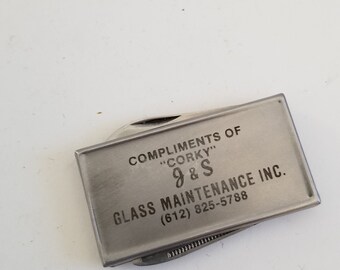 COMPLIMENTS OF
"CORKY"
J & S
GLASS MAINTENANCE INC.
(612) 825-5788